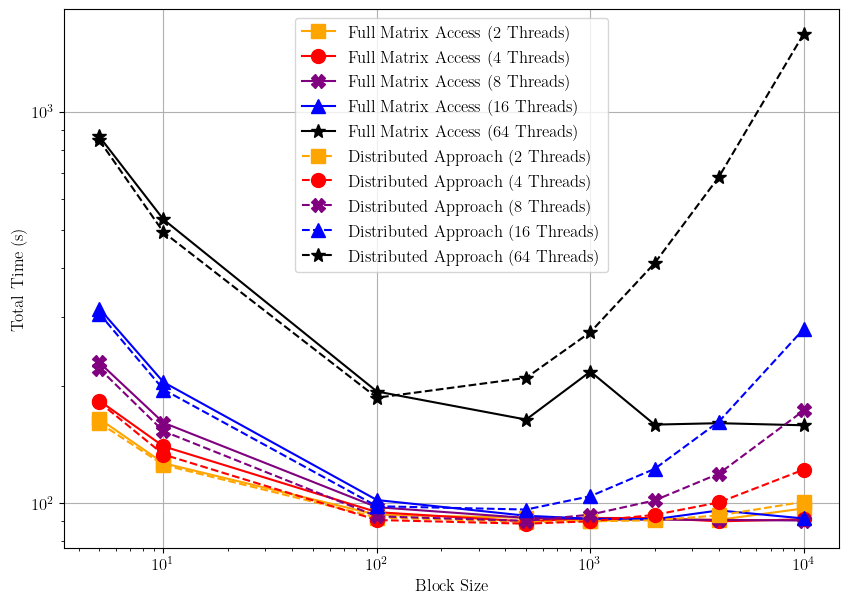 Full Matrix Access (2 Threads)
Full Matrix Access (4 Threads)
Full Matrix Access (8 Threads)
Full Matrix Access (16 Threads)
Full Matrix Access (64 Threads)
Distributed Approach (2 Threads)
Distributed Approach (4 Threads)
Distributed Approach (8 Threads)
Distributed Approach (16 Threads)
Distributed Approach (64 Threads)
10³
10²
Total Time (s)
10¹ 10² 10³ 10⁴
Block Size